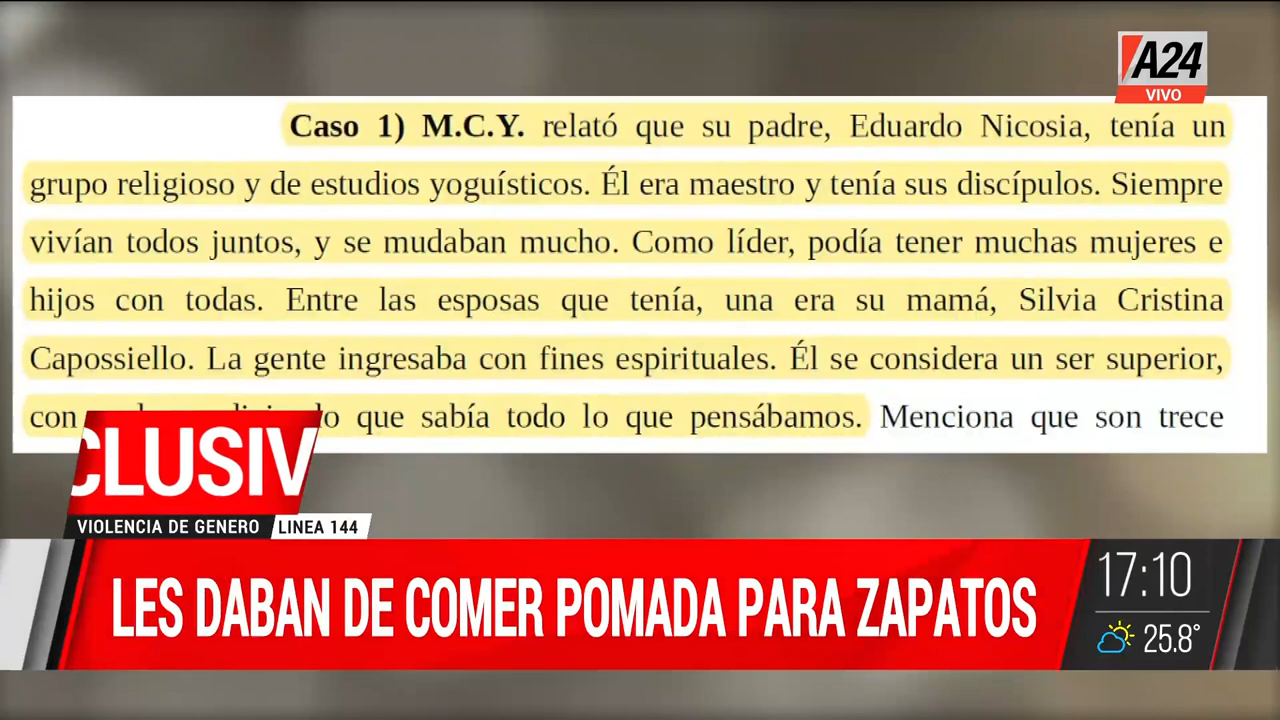 A24
VIVO
Caso 1) M.C.Y. relató que su padre, Eduardo Nicosia, tenía un
grupo religioso y de estudios yoguísticos. Él era maestro y tenía sus discípulos. Siempre
vivían todos juntos, y se mudaban mucho. Como líder, podía tener muchas mujeres e
hijos con todas. Entre las esposas que tenía, una era su mamá, Silvia Cristina
Capossiello. La gente ingresaba con fines espirituales. Él se considera un ser superior,
con que sabía todo lo que pensábamos. Menciona que son trece
CLUSIV
VIOLENCIA DE GENERO LINEA 144
LES DABAN DE COMER POMADA PARA ZAPATOS
17:10
25.8°